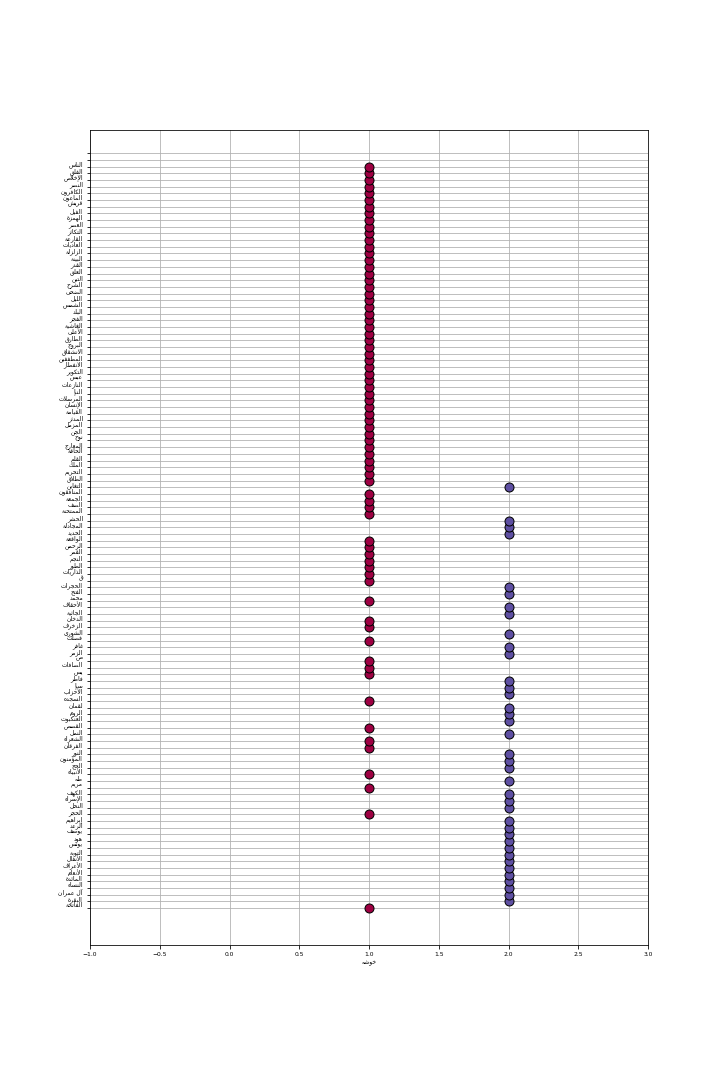 الناس
الفلق
الإخلاص
النصر
الكافرون
الماعون
قريش
الفيل
الهمزة
العصر
التكاثر
القارعة
العاديات
الزلزلة
البينة
القدر
العلق
التين
الشرح
الضحى
الليل
الشمس
البلد
الفجر
الغاشية
الأعلى
الطارق
البروج
الانشقاق
المطففين
الانفطار
التكوير
عبس
النازعات
النبأ
المرسلات
الإنسان
القيامة
المدثر
المزمل
الجن
نوح
المعارج
الحاقة
القلم
الملك
التحريم
الطلاق
التغابن
المنافقون
الجمعة
الصف
الممتحنة
الحشر
المجادلة
الحديد
الواقعة
الرحمن
القمر
النجم
الطور
الذاريات
ق
الحجرات
الفتح
محمد
الأحقاف
الجاثية
الدخان
الزخرف
الشورى
فصلت
غافر
الزمر
ص
الصافات
يس
فاطر
سبأ
الأحزاب
السجدة
لقمان
الروم
العنكبوت
القصص
النمل
الشعراء
الفرقان
النور
المؤمنون
الحج
الأنبياء
طه
مريم
الكهف
الإسراء
النحل
الحجر
إبراهيم
الرعد
يوسف
هود
يونس
التوبة
الأنفال
الأعراف
الأنعام
المائدة
النساء
آل عمران
البقرة
الفاتحة
−1.0 −0.5 0.0 0.5 1.0 1.5 2.0 2.5 3.0
خوشه